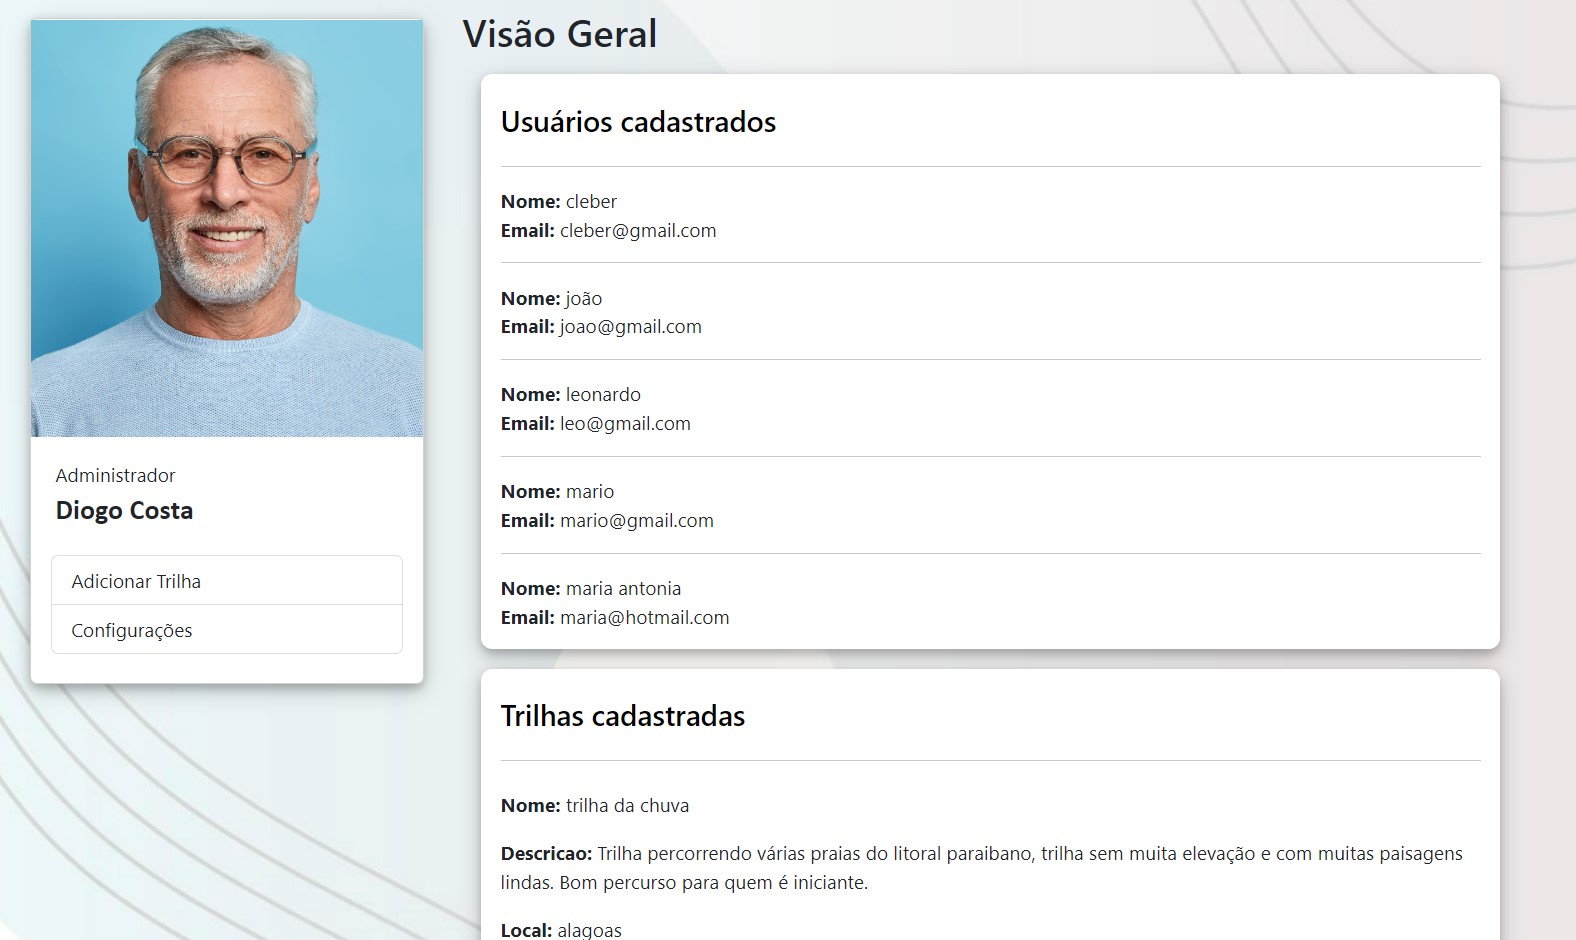 Administrador
Diogo Costa
Adicionar Trilha
Configurações
Visão Geral
Usuários cadastrados
Nome: cleber
Email: cleber@gmail.com
Nome: joão
Email: joao@gmail.com
Nome: leonardo
Email: leo@gmail.com
Nome: mario
Email: mario@gmail.com
Nome: maria antonia
Email: maria@hotmail.com
Trilhas cadastradas
Nome: trilha da chuva
Descricao: Trilha percorrendo várias praias do litoral paraibano, trilha sem muita elevação e com muitas paisagens
lindas. Bom percurso para quem é iniciante.
Local: alagoas